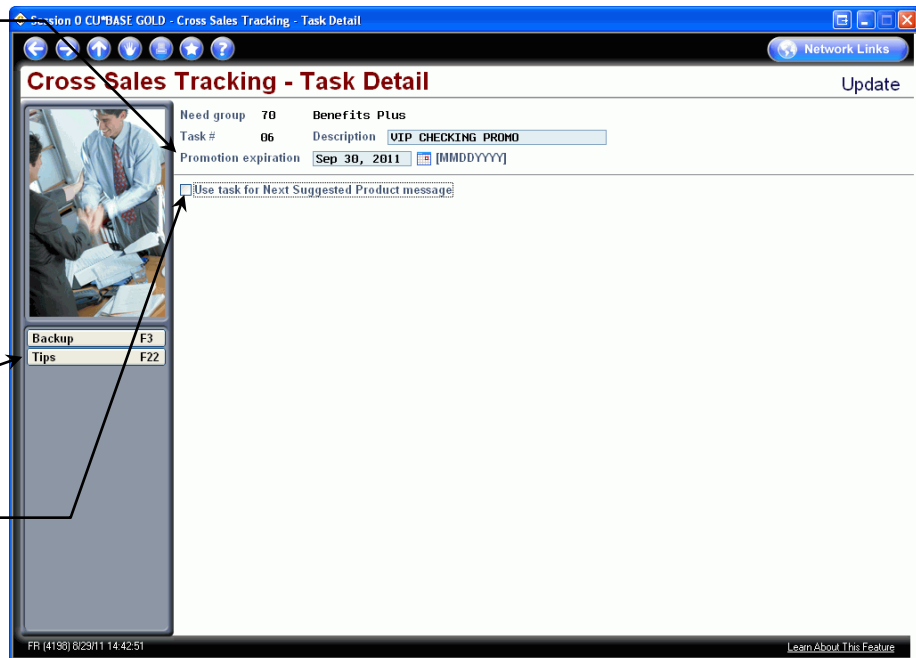 Session 0 CU*BASE GOLD - Cross Sales Tracking - Task Detail
Network Links
Cross Sales Tracking - Task Detail
Update
Need group 70 Benefits Plus
Task # 06 Description VIP CHECKING PROMO
Promotion expiration Sep 30, 2011 [MMDDYYYY]
Use task for Next Suggested Product message
Backup F3
Tips F22
FR (4198) 8/29/11 14:42:51
Learn About This Feature